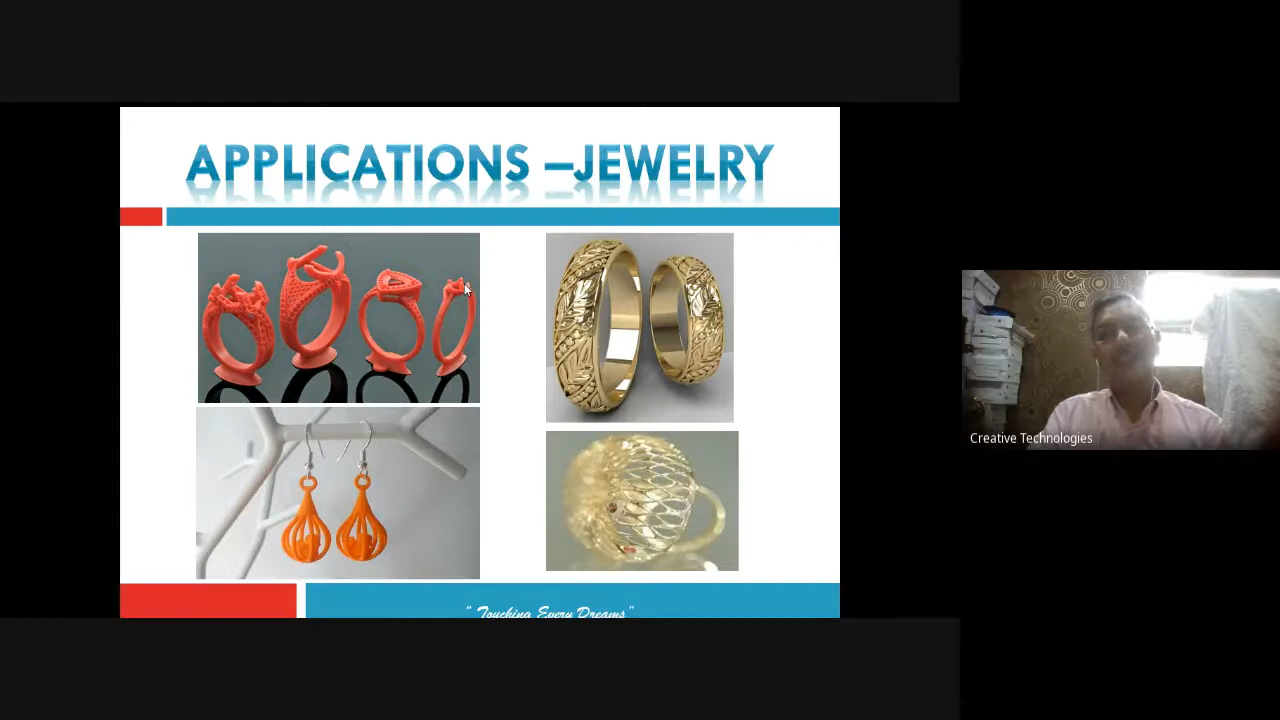 APPLICATIONS –JEWELRY
Creative Technologies
“ Touching Every Dreams”